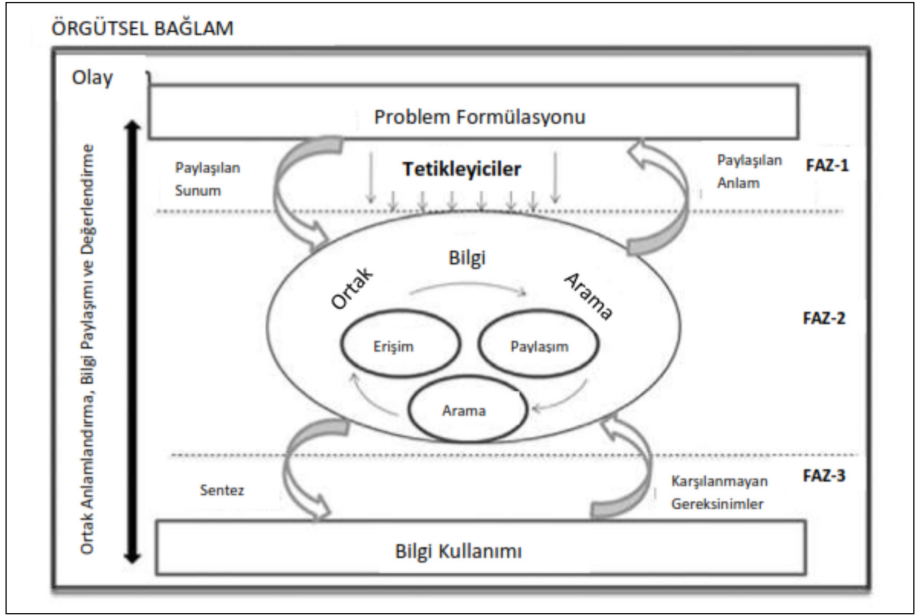 ÖRGÜTSEL BAĞLAM
Olay
Problem Formülasyonu
Paylaşılan
Sunum
Tetikleyiciler
Paylaşılan
Anlam
FAZ-1
Ortak Anlamlandırma, Bilgi Paylaşımı ve Değerlendirme
Ortak
Bilgi
Arama
FAZ-2
Erişim
Paylaşım
Arama
Sentez
Karşılanmayan
Gereksinimler
FAZ-3
Bilgi Kullanımı